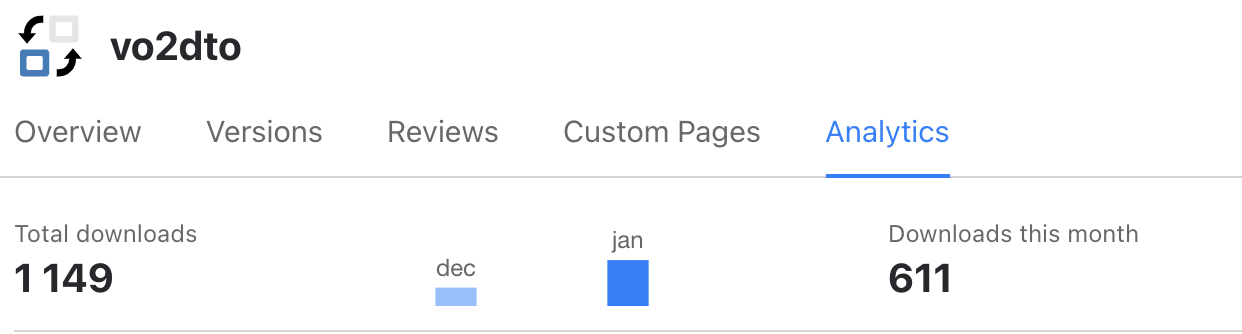 vo2dto
Overview Versions Reviews Custom Pages Analytics
Total downloads
1 149
dec
jan
Downloads this month
611